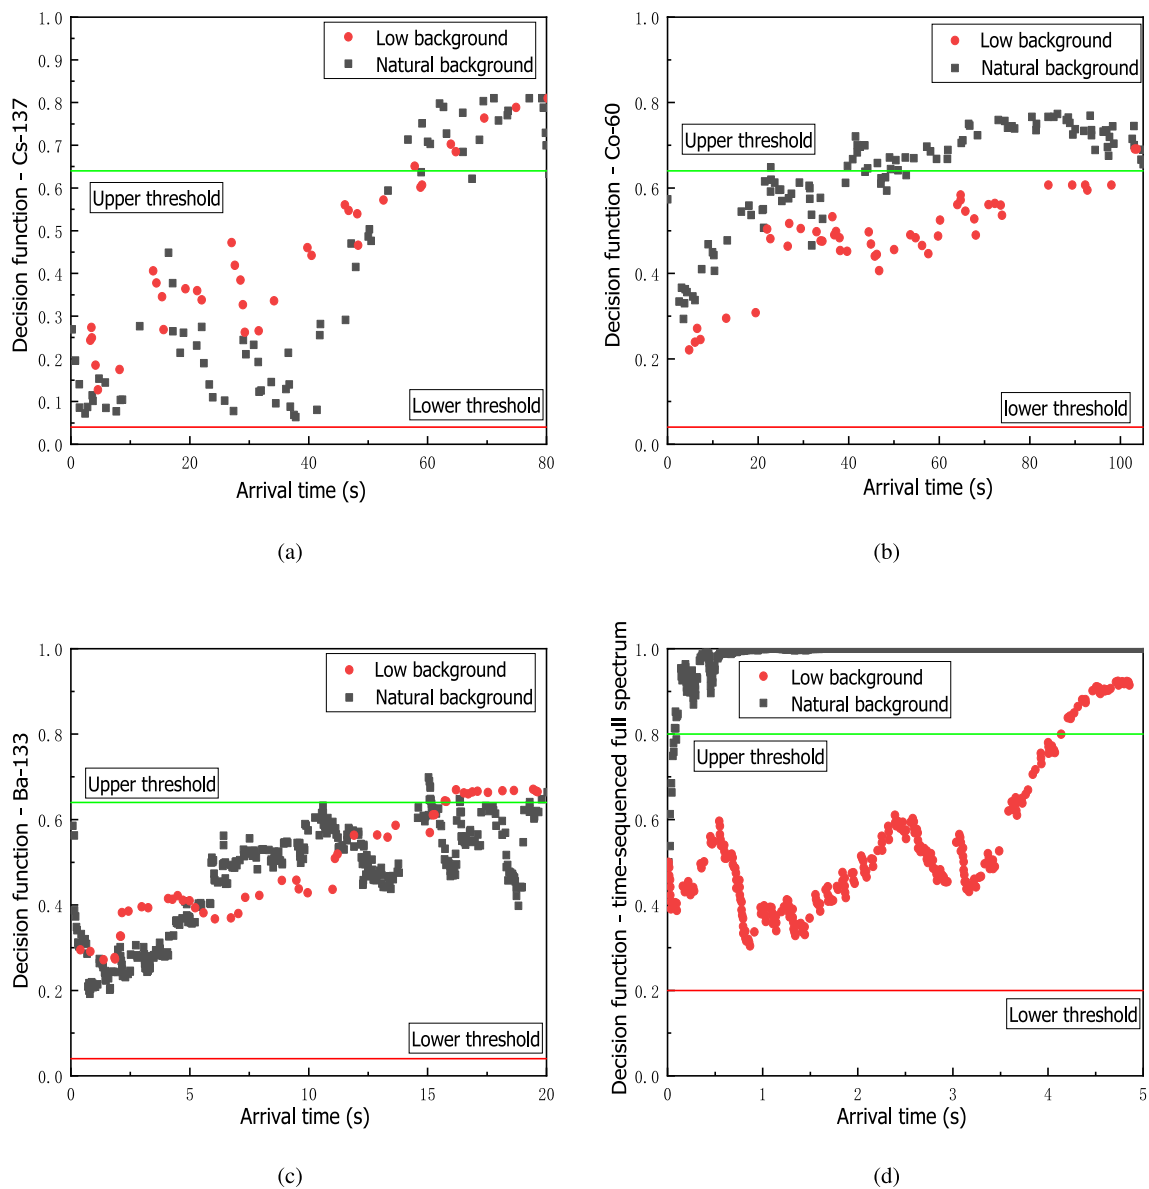 1.0
0.9
0.8
0.7
0.6
0.5
0.4
0.3
0.2
0.1
0.0
Decision function - Cs-137
Low background
Natural background
Upper threshold
Lower threshold
0 20 40 60 80
Arrival time (s)
(a)
1.0
0.8
0.6
0.4
0.2
0.0
Decision function - Co-60
Low background
Natural background
Upper threshold
lower threshold
0 20 40 60 80 100
Arrival time (s)
(b)
1.0
0.8
0.6
0.4
0.2
0.0
Decision function - Ba-133
Low background
Natural background
Upper threshold
Lower threshold
0 5 10 15 20
Arrival time (s)
(c)
1.0
0.8
0.6
0.4
0.2
0.0
Decision function - time-sequenced full spectrum
Low background
Natural background
Upper threshold
Lower threshold
0 1 2 3 4 5
Arrival time (s)
(d)